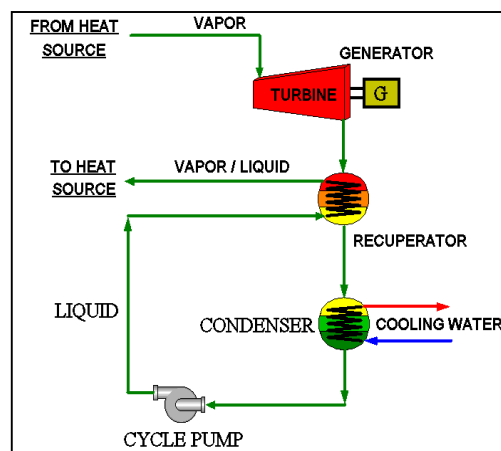 FROM HEAT
SOURCE
VAPOR
GENERATOR
TURBINE
G
TO HEAT
SOURCE
VAPOR / LIQUID
RECUPERATOR
LIQUID
CONDENSER
COOLING WATER
CYCLE PUMP